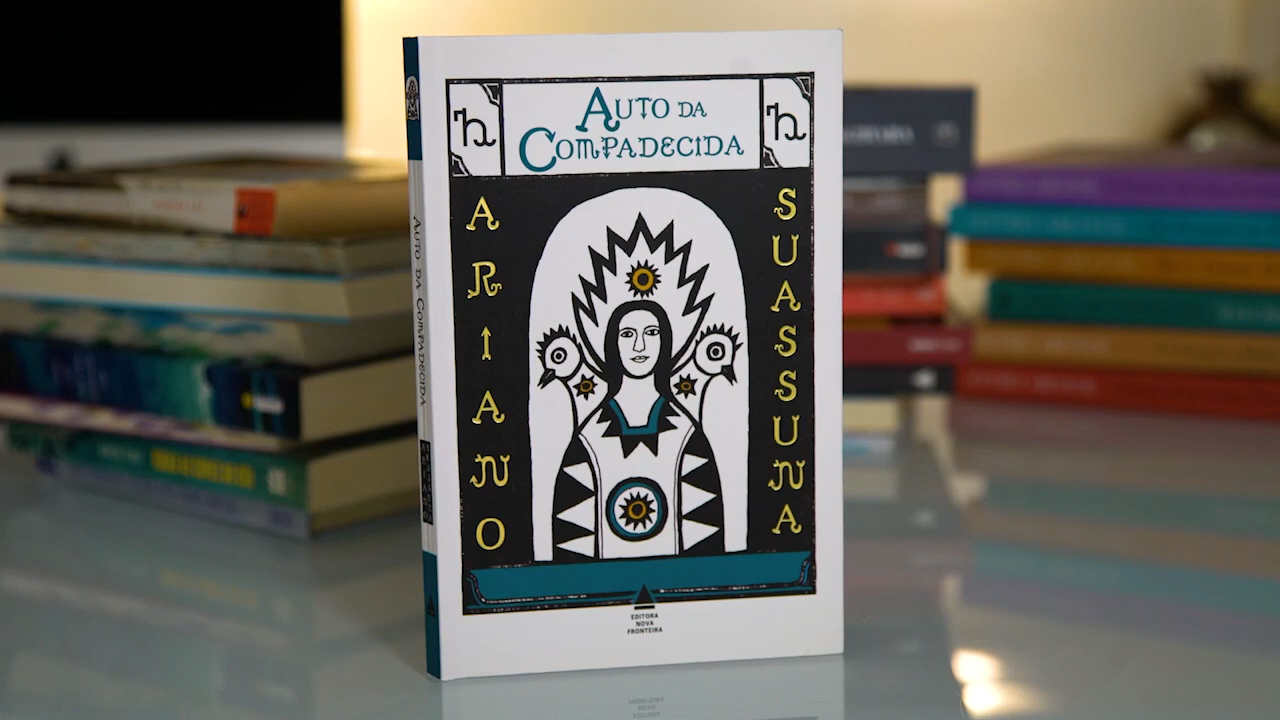 AUTO DA
COMPADECIDA
ARIANO
SUASSUNA
EDITORA
NOVA
FRONTEIRA
AUTO DA COMPADECIDA